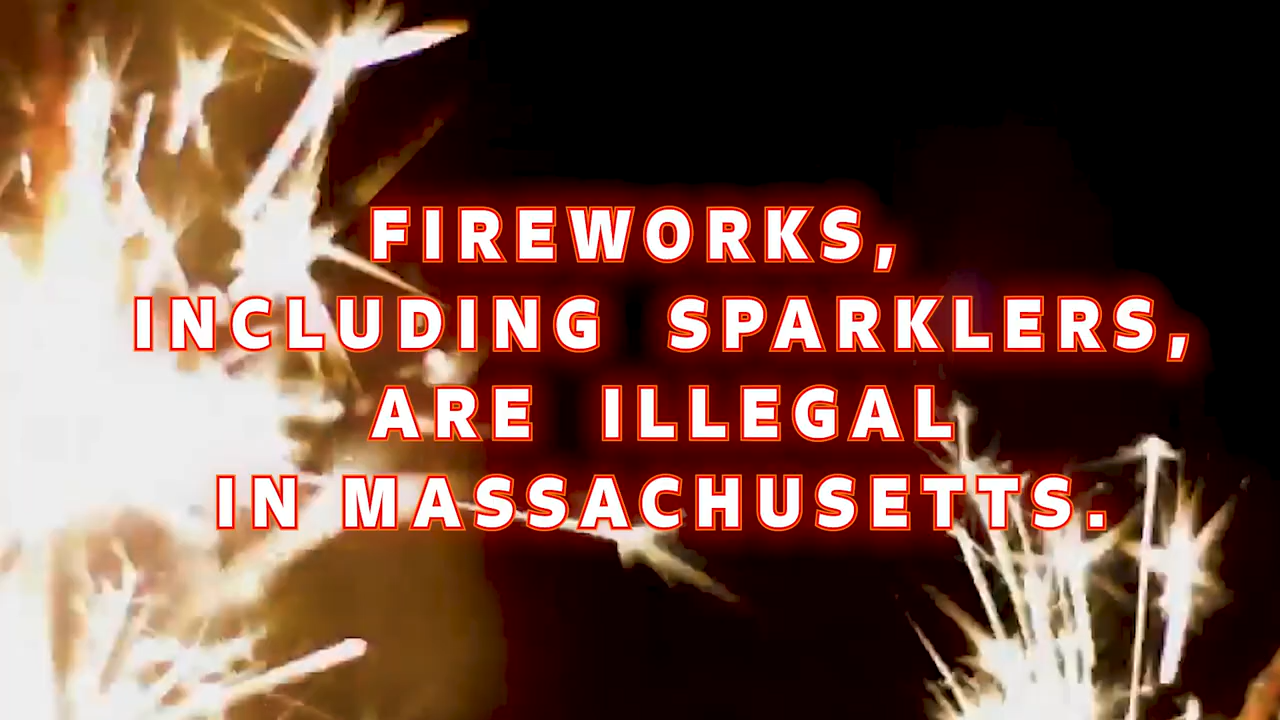 FIREWORKS,
INCLUDING SPARKLERS,
ARE ILLEGAL
IN MASSACHUSETTS.